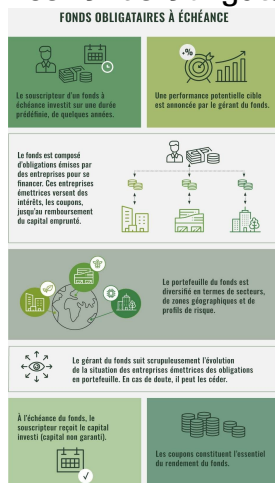 FONDS OBLIGATAIRES À ÉCHÉANCE
Le souscripteur d'un fonds à
échéance investit sur une durée
prédéfinie, de quelques années.
.%
Une performance potentielle cible
est annoncée par le gérant du fonds.
Le fonds est composé
d'obligations émises par
des entreprises pour se
financer. Ces entreprises
émettrices versent des
intérêts, les coupons,
jusqu'au remboursement
du capital emprunté.
Le portefeuille du fonds est
diversifié en termes de secteurs,
de zones géographiques et de
profils de risque.
Le gérant du fonds suit scrupuleusement l'évolution
de la situation des entreprises émettrices des obligations
en portefeuille. En cas de doute, il peut les céder.
À l'échéance du fonds, le
souscripteur reçoit le capital
investi (capital non garanti).
Les coupons constituent l'essentiel
du rendement du fonds.